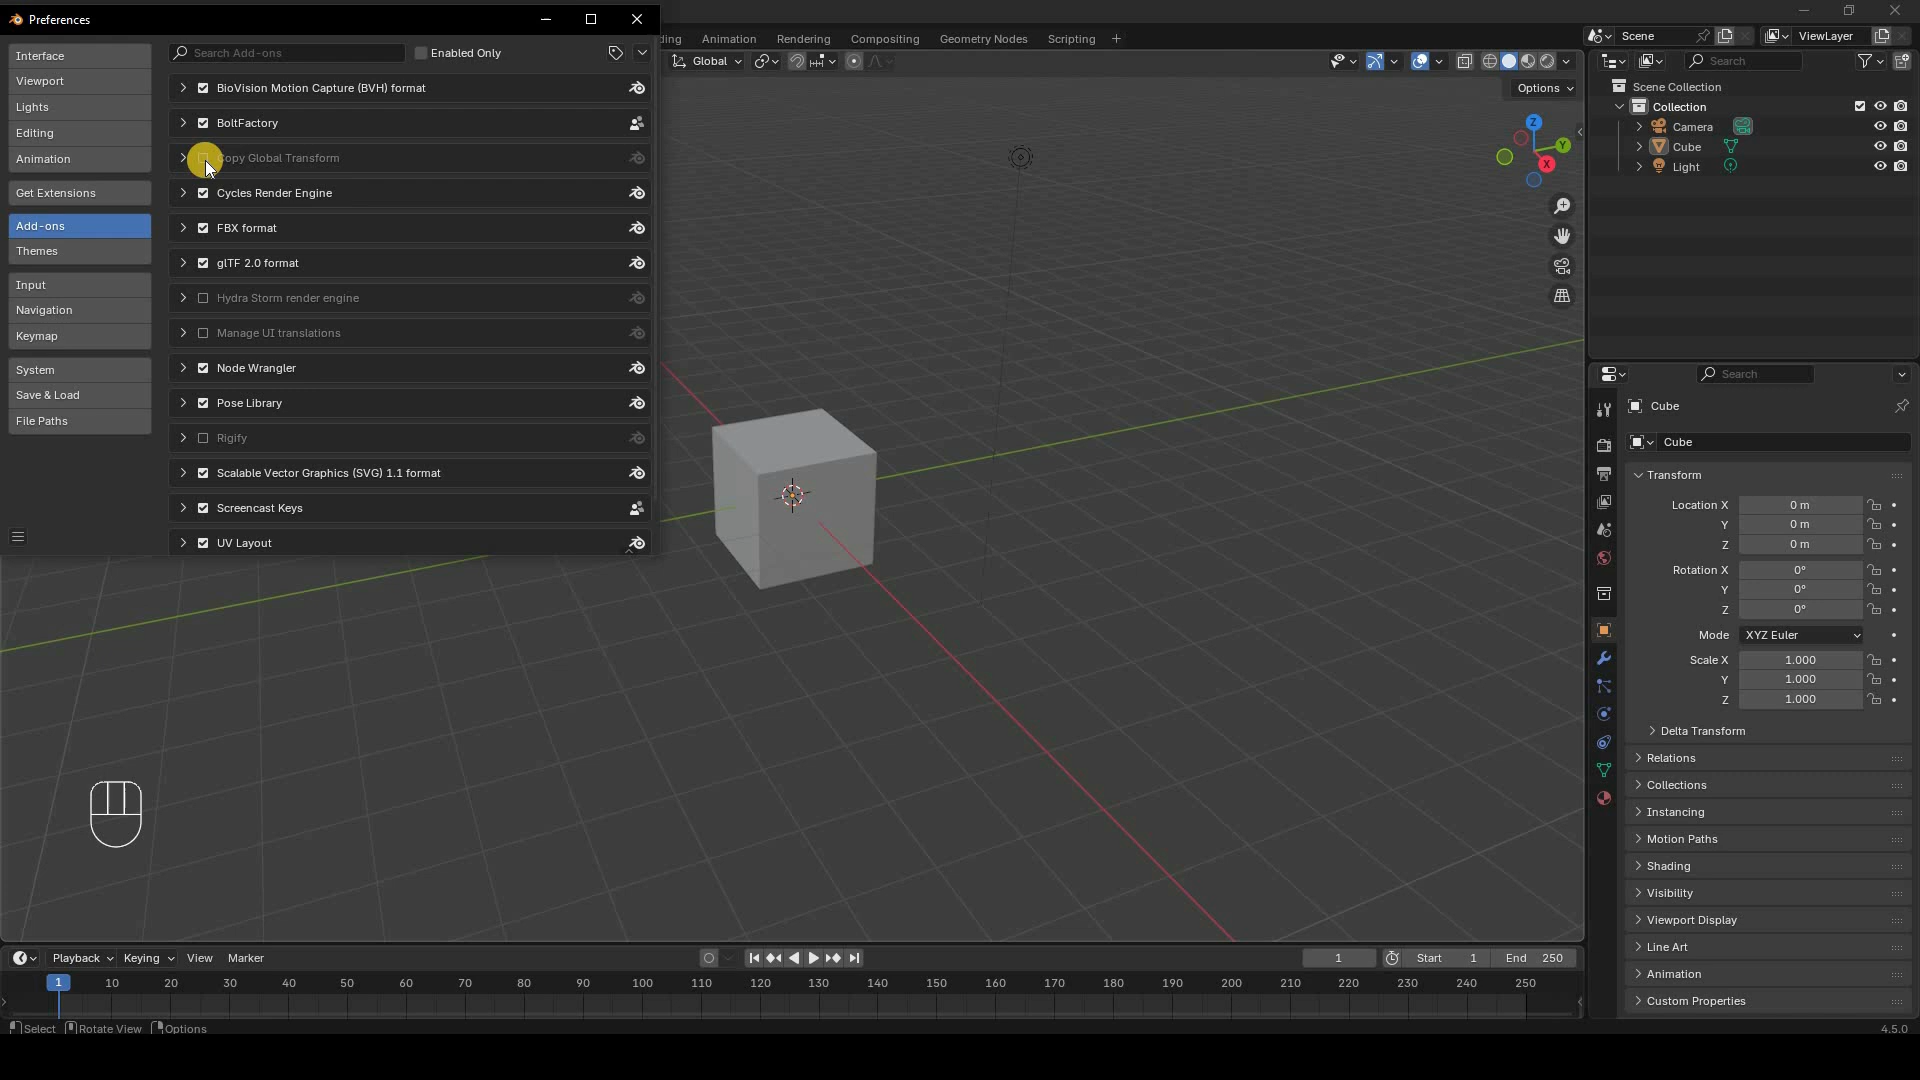 Preferences
Interface
Viewport
Lights
Editing
Animation
Get Extensions
Add-ons
Themes
Input
Navigation
Keymap
System
Save & Load
File Paths
Search Add-ons
Enabled Only
BioVision Motion Capture (BVH) format
BoltFactory
Copy Global Transform
Cycles Render Engine
FBX format
glTF 2.0 format
Hydra Storm render engine
Manage UI translations
Node Wrangler
Pose Library
Rigify
Scalable Vector Graphics (SVG) 1.1 format
Screencast Keys
UV Layout
ding Animation Rendering Compositing Geometry Nodes Scripting +
Global
Options
Z
Y
X
Scene
ViewLayer
Search
Scene Collection
Collection
Camera
Cube
Light
Search
Cube
Cube
Transform
Location X 0 m
Y 0 m
Z 0 m
Rotation X 0°
Y 0°
Z 0°
Mode XYZ Euler
Scale X 1.000
Y 1.000
Z 1.000
Delta Transform
Relations
Collections
Instancing
Motion Paths
Shading
Visibility
Viewport Display
Line Art
Animation
Custom Properties
Playback Keying View Marker
1 Start 1 End 250
1 10 20 30 40 50 60 70 80 90 100 110 120 130 140 150 160 170 180 190 200 210 220 230 240 250
Select Rotate View Options
4.5.0